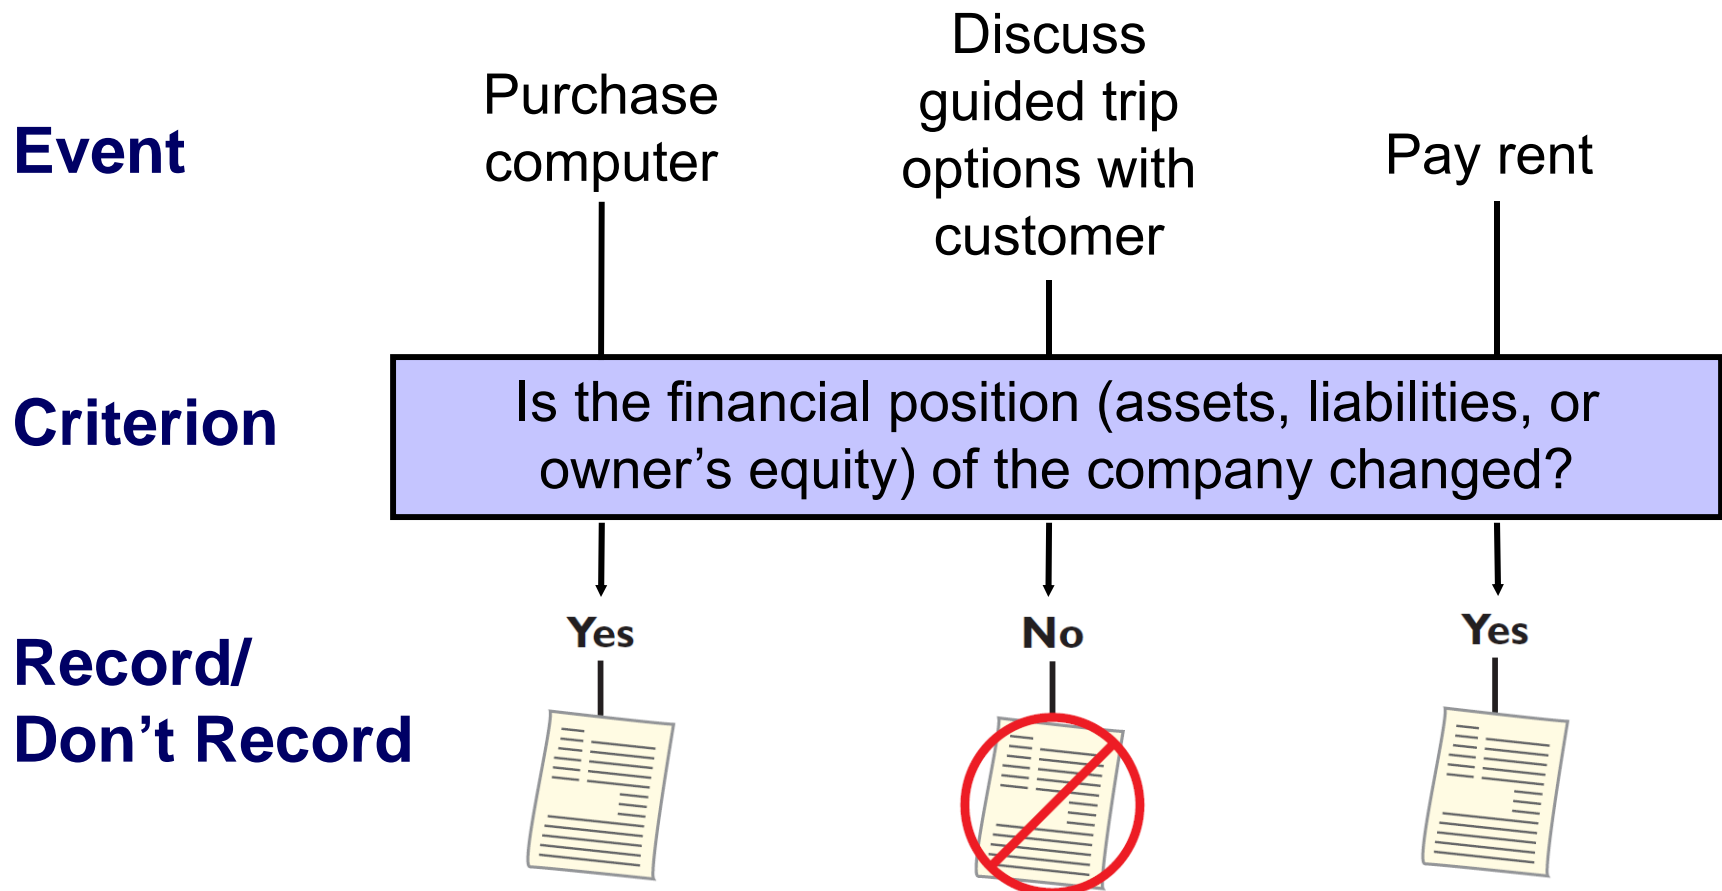 Event
Purchase
computer
Discuss
guided trip
options with
customer
Pay rent
Criterion
Is the financial position (assets, liabilities, or
owner’s equity) of the company changed?
Record/
Don’t Record
Yes
No
Yes